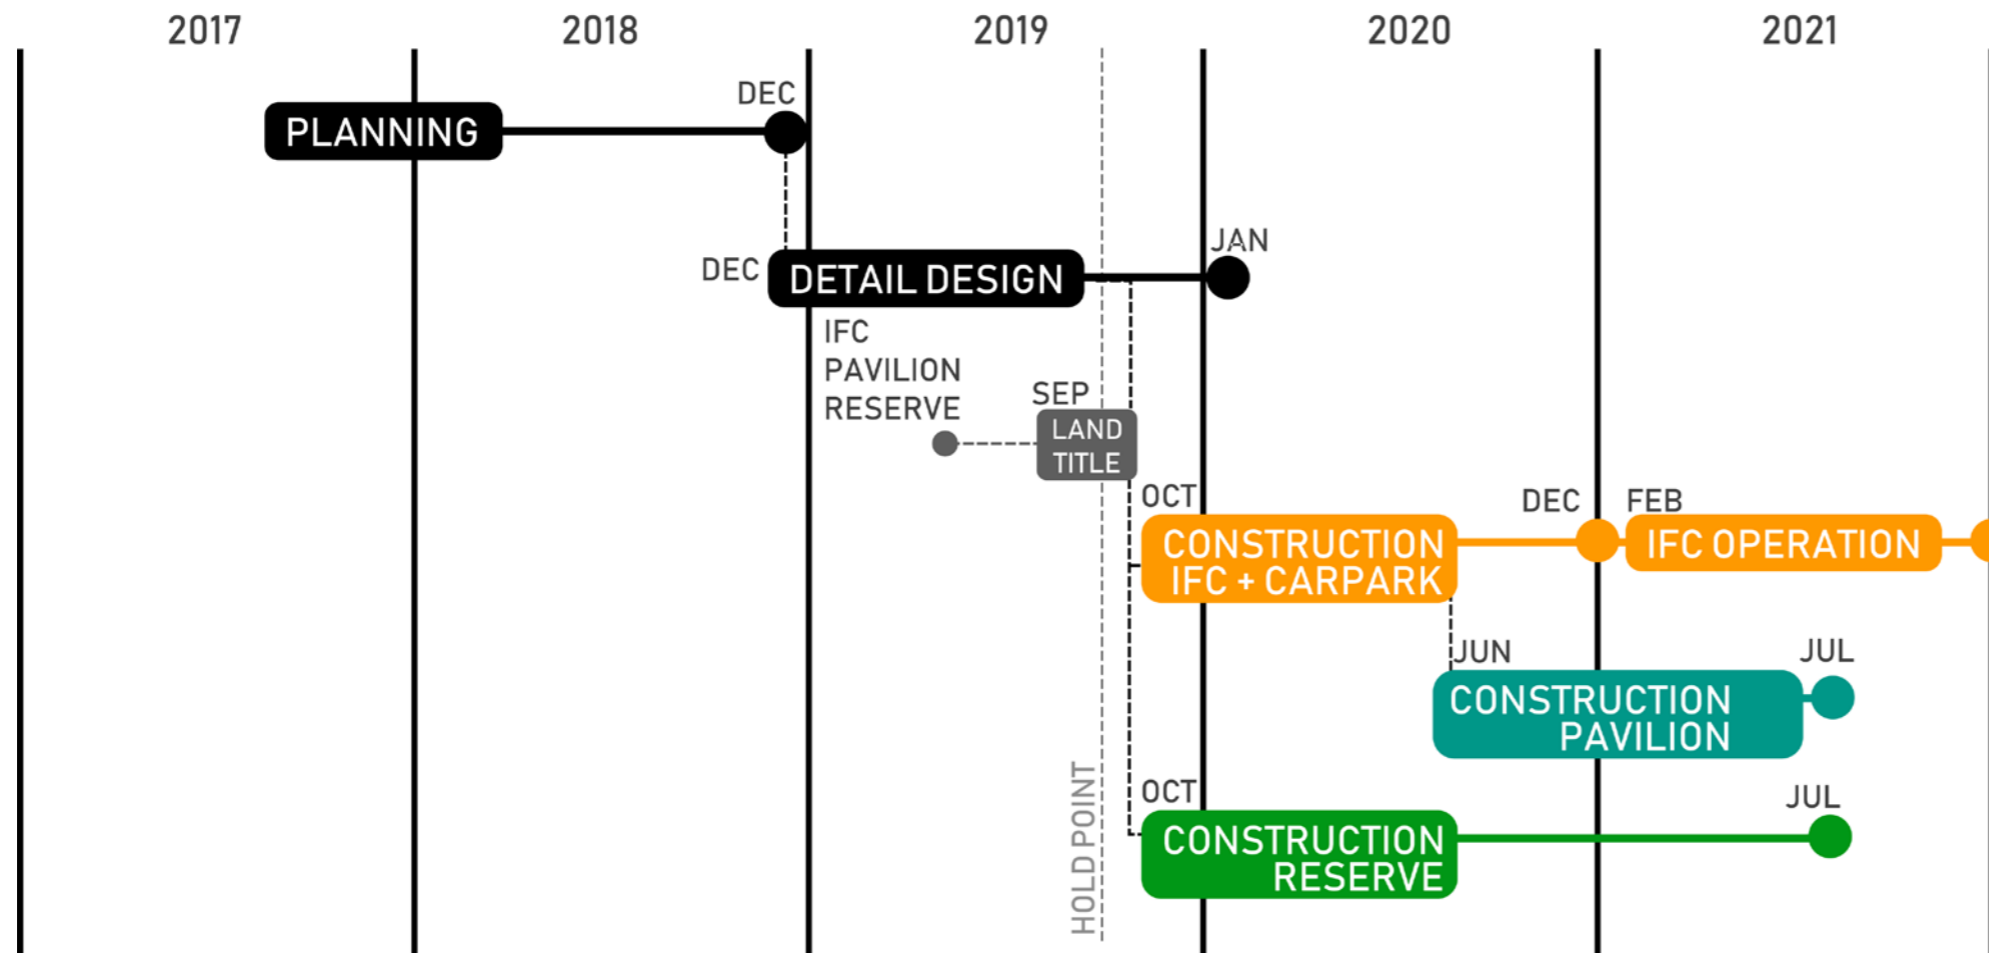 2017 2018 2019 2020 2021
DEC
PLANNING
JAN
DEC
DETAIL DESIGN
IFC
PAVILION
RESERVE
SEP
LAND
TITLE
OCT
DEC
FEB
CONSTRUCTION
IFC + CARPARK
IFC OPERATION
JUN
JUL
CONSTRUCTION
PAVILION
HOLD POINT
OCT
JUL
CONSTRUCTION
RESERVE